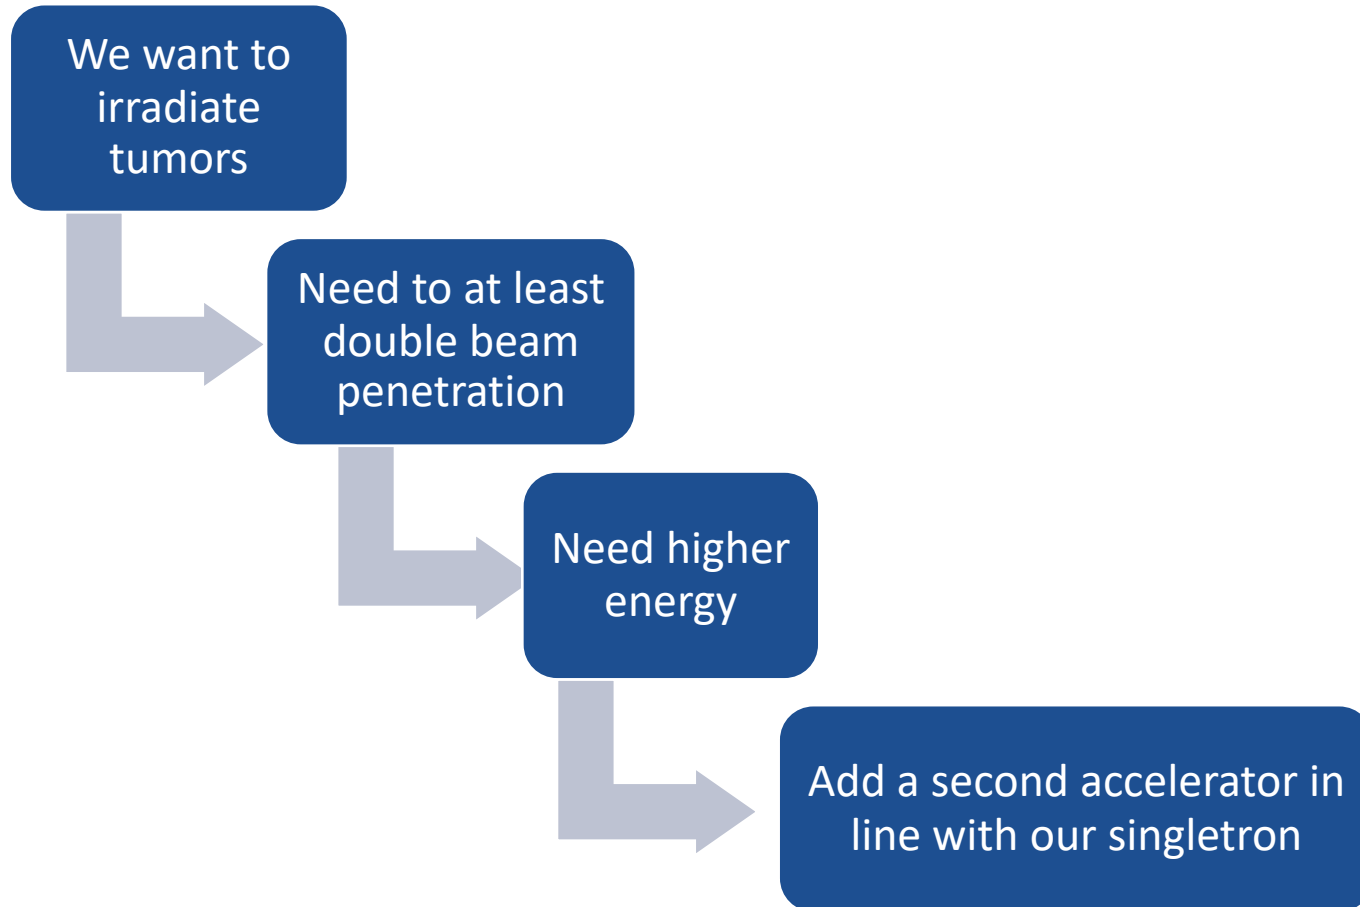 We want to
irradiate
tumors
Need to at least
double beam
penetration
Need higher
energy
Add a second accelerator in
line with our singletron